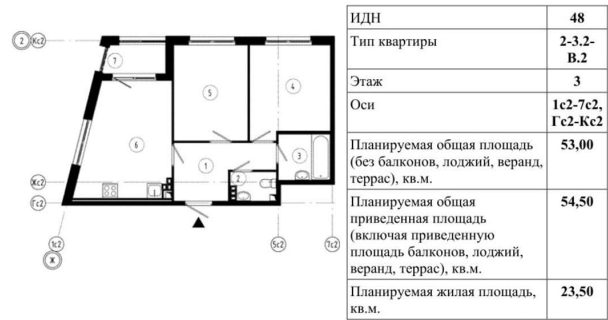 2
Кс2
7
5
4
6
1
3
2
Жс2
Гс2
1с2
Ж
5с2
7с2
ИДН 48
Тип квартиры 2-3.2-
В.2
Этаж 3
Оси 1с2-7с2,
Гс2-Кс2
Планируемая общая площадь 53,00
(без балконов, лоджий, веранд,
террас), кв.м.
Планируемая общая 54,50
приведенная площадь
(включая приведенную
площадь балконов, лоджий,
веранд, террас), кв.м.
Планируемая жилая площадь, 23,50
кв.м.